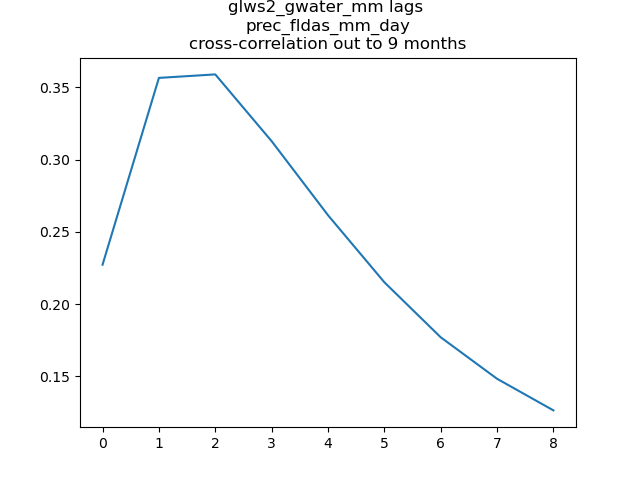 glws2_gwater_mm lags
prec_fldas_mm_day
cross-correlation out to 9 months
0.35
0.30
0.25
0.20
0.15
0 1 2 3 4 5 6 7 8